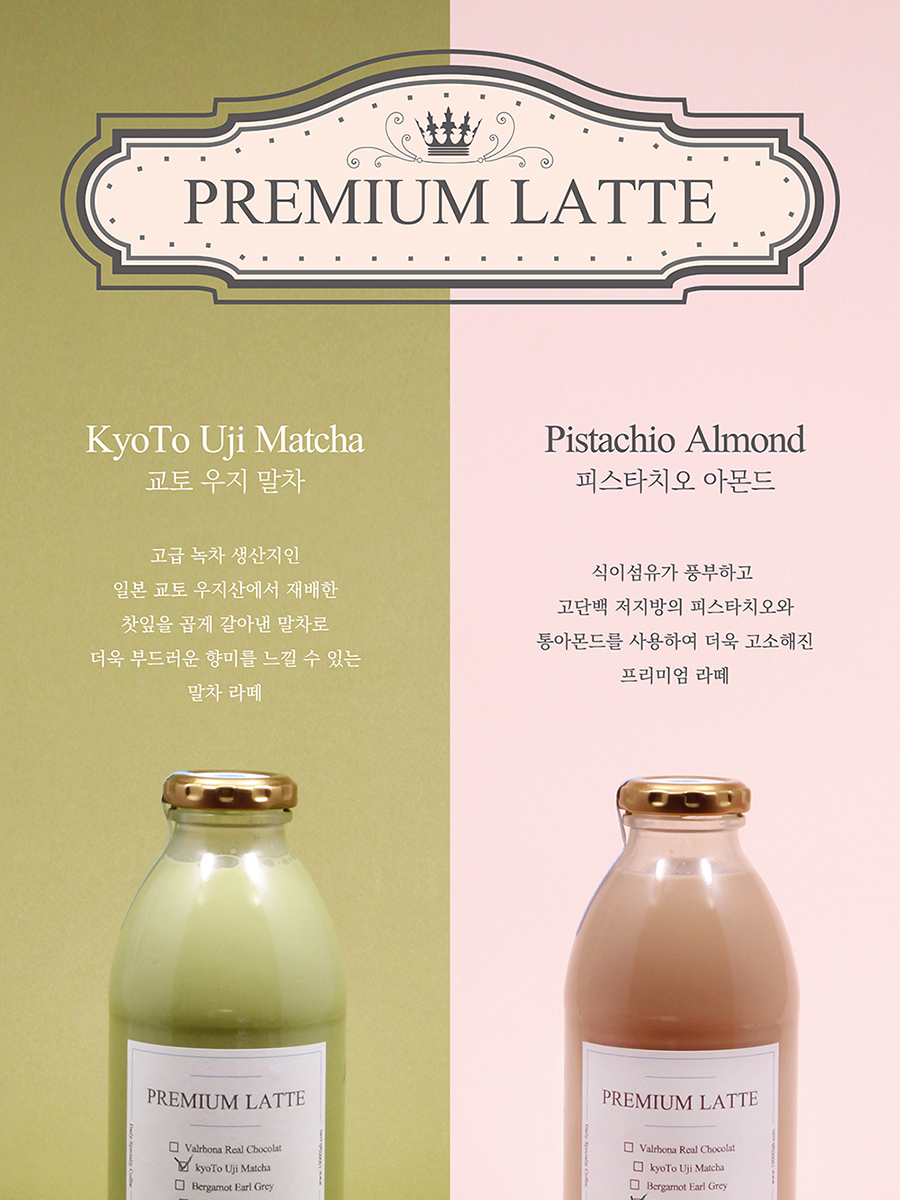 PREMIUM LATTE
KyoTo Uji Matcha
교토 우지 말차
고급 녹차 생산지인
일본 교토 우지산에서 재배한
찻잎을 곱게 갈아낸 말차로
더욱 부드러운 향미를 느낄 수 있는
말차 라떼
Pistachio Almond
피스타치오 아몬드
식이섬유가 풍부하고
고단백 저지방의 피스타치오와
통아몬드를 사용하여 더욱 고소해진
프리미엄 라떼
PREMIUM LATTE
Valrhona Real Chocolat
kyoTo Uji Matcha
Bergamot Earl Grey
Daily Specialty Coffee
PREMIUM LATTE
Valrhona Real Chocolat
kyoTo Uji Matcha
Bergamot Earl Grey